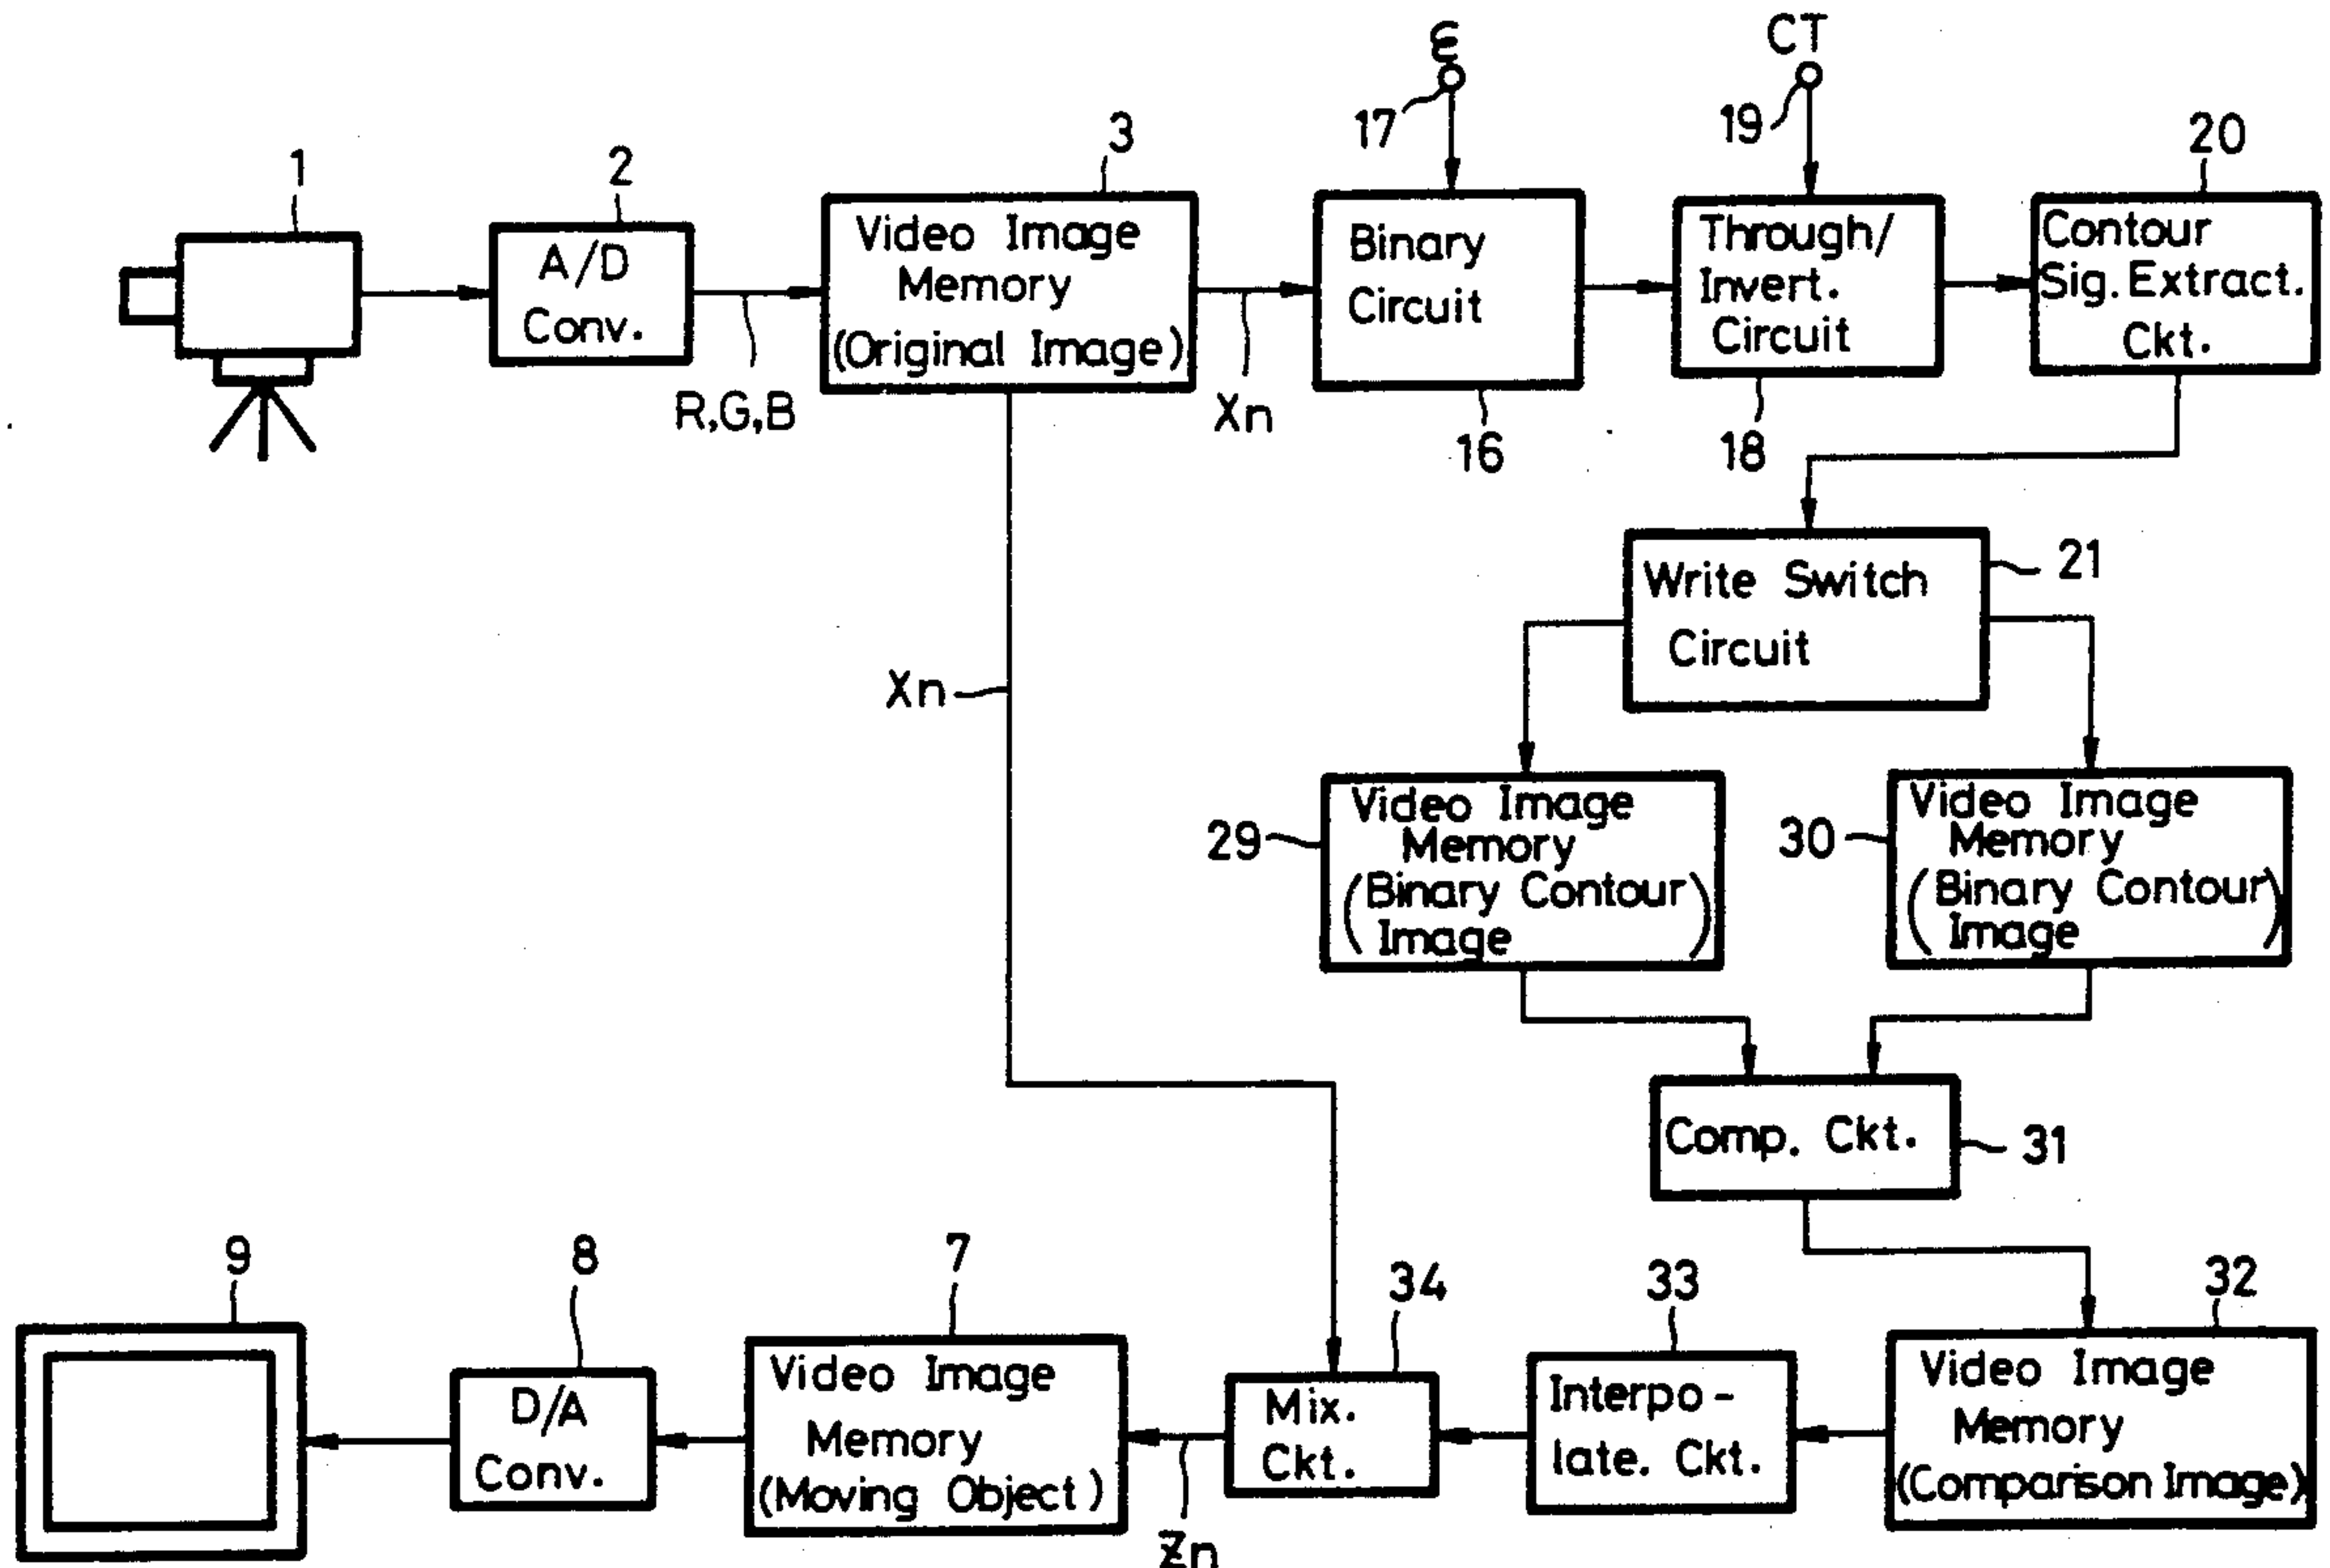 ε
CT
17
19
20
1
2
3
A/D
Conv.
R,G,B
Video Image
Memory
(Original Image)
Xn
Binary
Circuit
16
Through/
Invert.
Circuit
18
Contour
Sig. Extract.
Ckt.
Write Switch
Circuit
21
Xn
29
Video Image
Memory
(Binary Contour)
Image
30
Video Image
Memory
(Binary Contour)
Image
Comp. Ckt.
31
9
8
7
34
33
32
D/A
Conv.
Video Image
Memory
(Moving Object)
Zn
Mix.
Ckt.
Interpo-
late. Ckt.
Video Image
Memory
(Comparison Image)